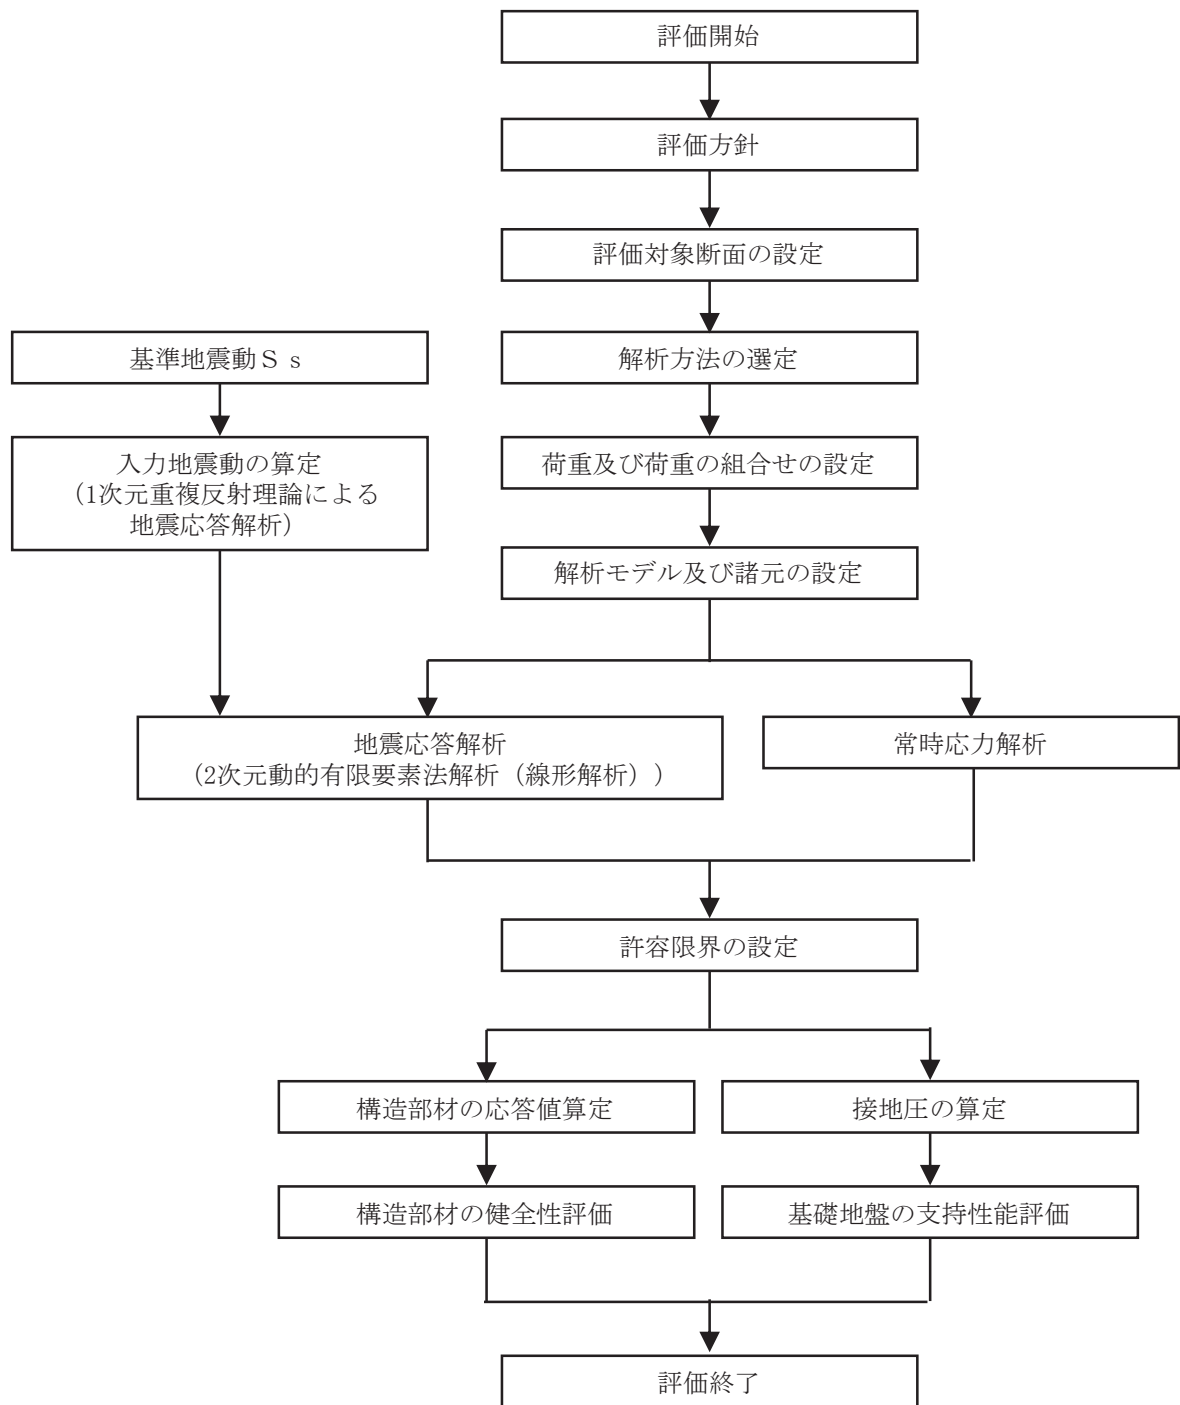 評価開始
評価方針
評価対象断面の設定
基準地震動Ｓｓ
解析方法の選定
入力地震動の算定
（1次元重複反射理論による
地震応答解析）
荷重及び荷重の組合せの設定
解析モデル及び諸元の設定
地震応答解析
（2次元動的有限要素法解析（線形解析））
常時応力解析
許容限界の設定
構造部材の応答値算定
接地圧の算定
構造部材の健全性評価
基礎地盤の支持性能評価
評価終了